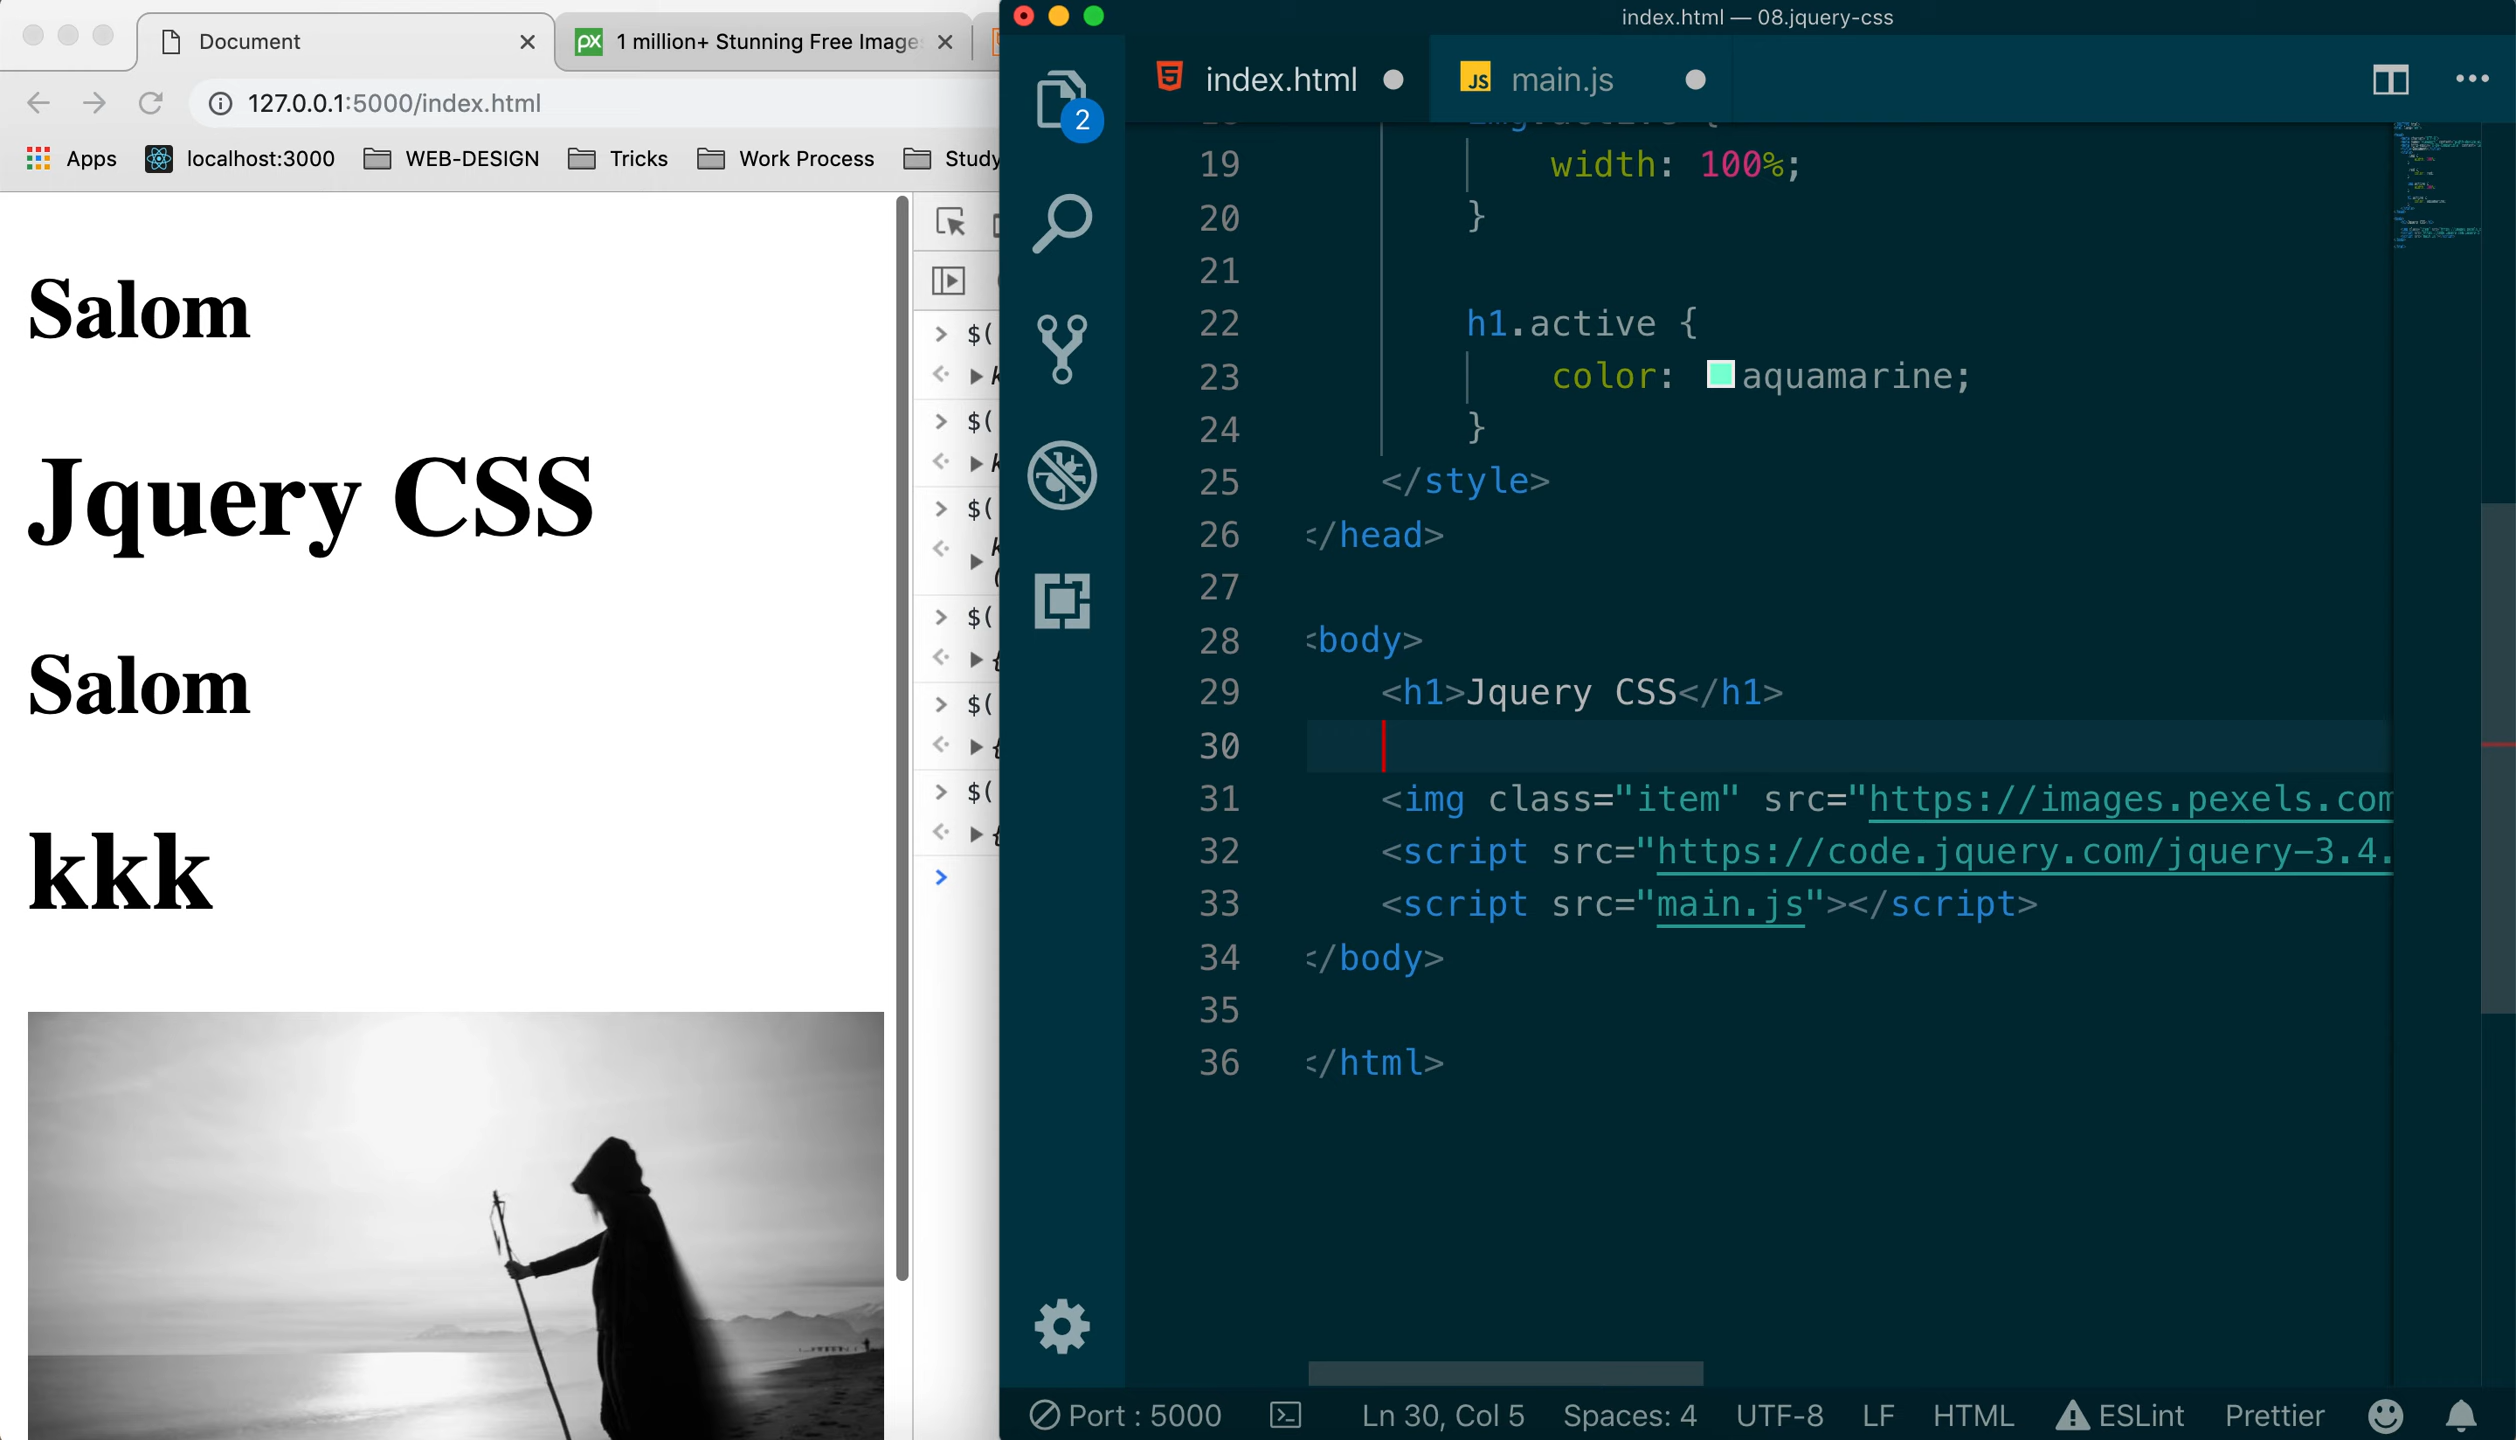 Document
1 million+ Stunning Free Image
127.0.0.1:5000/index.html
Apps
localhost:3000
WEB-DESIGN
Tricks
Work Process
Study
Salom
Jquery CSS
Salom
kkk
> $(
> $(
> $(
(
> $(
{
> $(
{
> $(
{
>
index.html — 08.jquery-css
2
index.html
JS main.js
img.active {
19 width: 100%;
20 }
21
22 h1.active {
23 color: aquamarine;
24 }
25 </style>
26 </head>
27
28 <body>
29 <h1>Jquery CSS</h1>
30
31 <img class="item" src="https://images.pexels.com
32 <script src="https://code.jquery.com/jquery-3.4.
33 <script src="main.js"></script>
34 </body>
35
36 </html>
Port : 5000
Ln 30, Col 5
Spaces: 4
UTF-8
LF
HTML
ESLint
Prettier